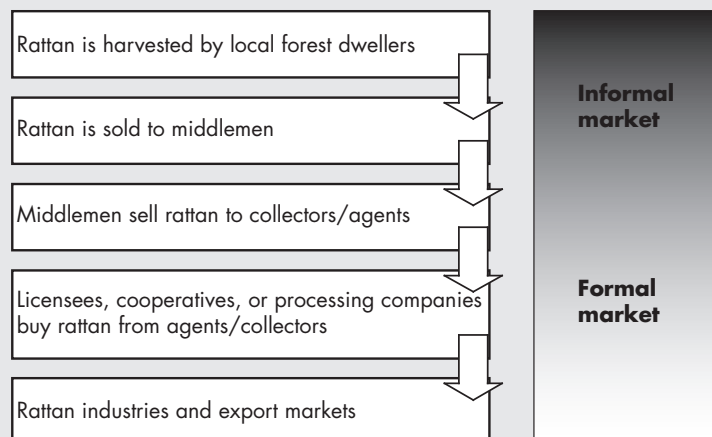 Rattan is harvested by local forest dwellers
Rattan is sold to middlemen
Middlemen sell rattan to collectors/agents
Licensees, cooperatives, or processing companies
buy rattan from agents/collectors
Rattan industries and export markets
Informal
market
Formal
market